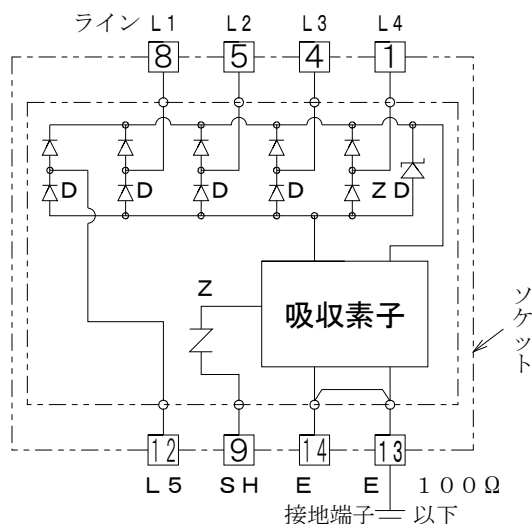 ライン L1 L2 L3 L4
8 5 4 1
D D D D ZD
Z
吸収素子
ソケット
12 9 14 13
L5 SH E E 100Ω
接地端子 以下